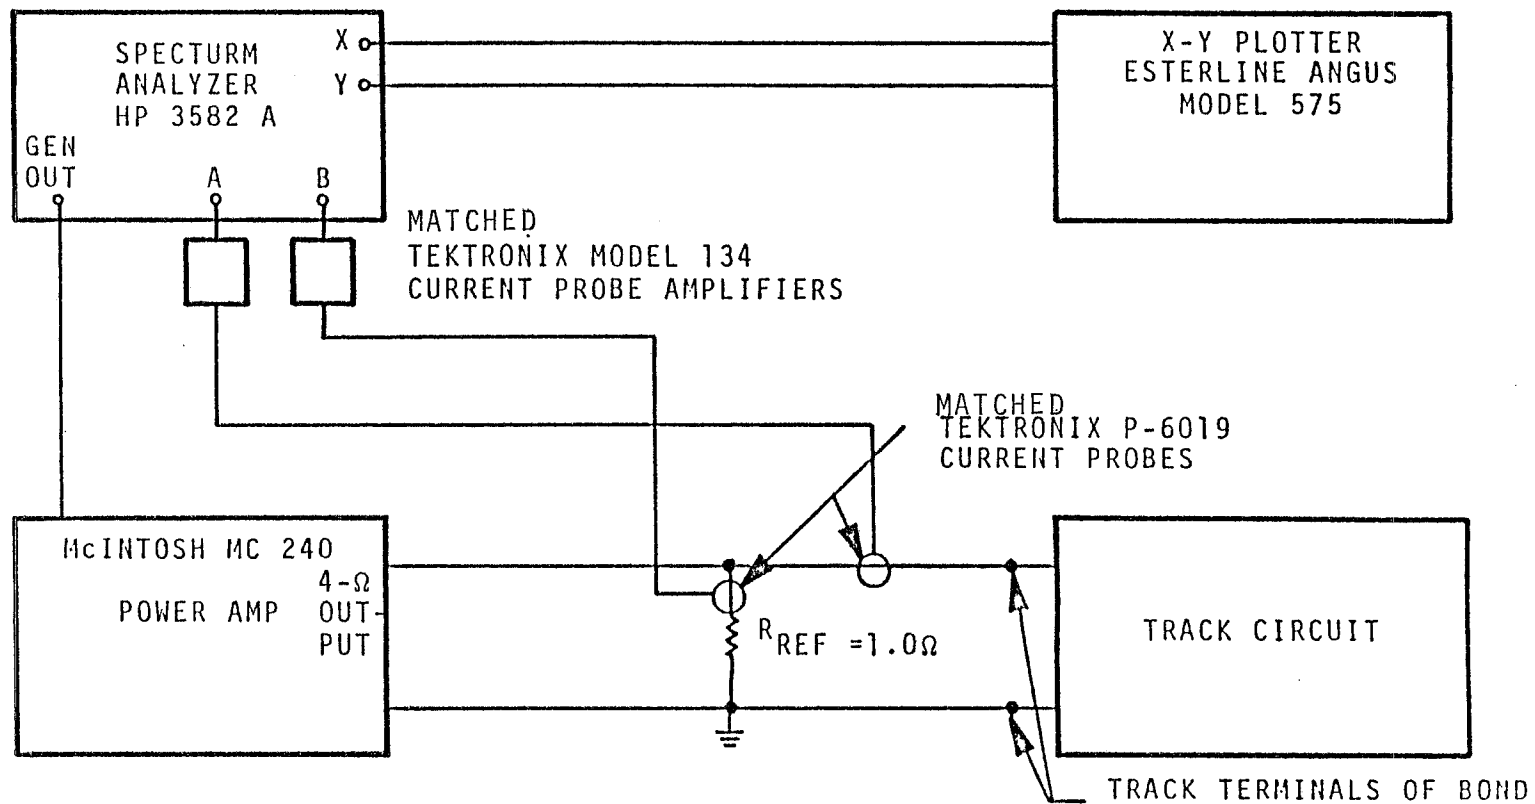 SPECTURM
ANALYZER
HP 3582 A
X
Y
GEN
OUT
A
B
X-Y PLOTTER
ESTERLINE ANGUS
MODEL 575
MATCHED
TEKTRONIX MODEL 134
CURRENT PROBE AMPLIFIERS
MATCHED
TEKTRONIX P-6019
CURRENT PROBES
McINTOSH MC 240
4-Ω
POWER AMP OUT-
PUT
R REF =1.0Ω
TRACK CIRCUIT
TRACK TERMINALS OF BOND